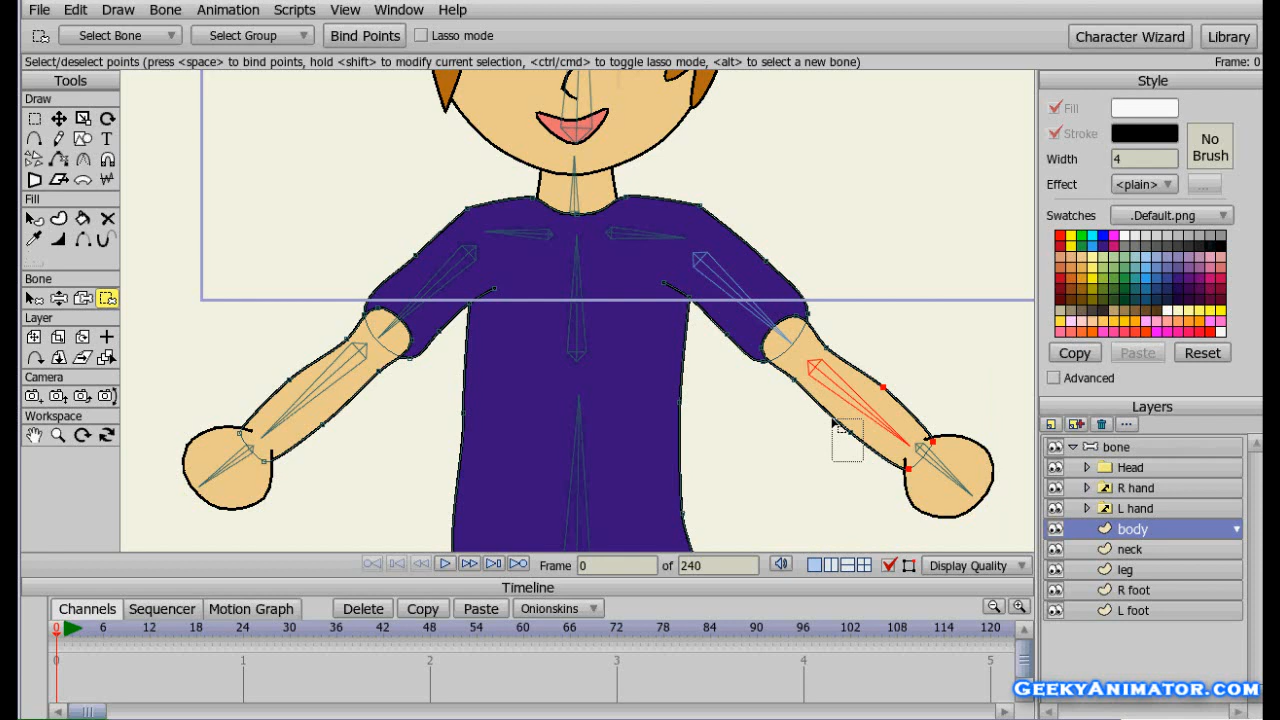 File Edit Draw Bone Animation Scripts View Window Help
Select Bone Select Group Bind Points Lasso mode Character Wizard Library
Select/deselect points (press <space> to bind points, hold <shift> to modify current selection, <ctrl/cmd> to toggle lasso mode, <alt> to select a new bone) Frame: 0
Tools
Draw
T
Fill
Bone
Layer
Camera
Workspace
Style
Fill
Stroke
No
Brush
Width 4
Effect <plain> ...
Swatches .Default.png
Copy Paste Reset
Advanced
Layers
bone
Head
R hand
L hand
body
neck
leg
R foot
L foot
Frame 0 of 240 Display Quality
Timeline
Channels Sequencer Motion Graph Delete Copy Paste Onionskins
0 6 12 18 24 30 36 42 48 54 60 66 72 78 84 90 96 102 108 114 120
0 1 2 3 4 5
GeekyAnimator.com